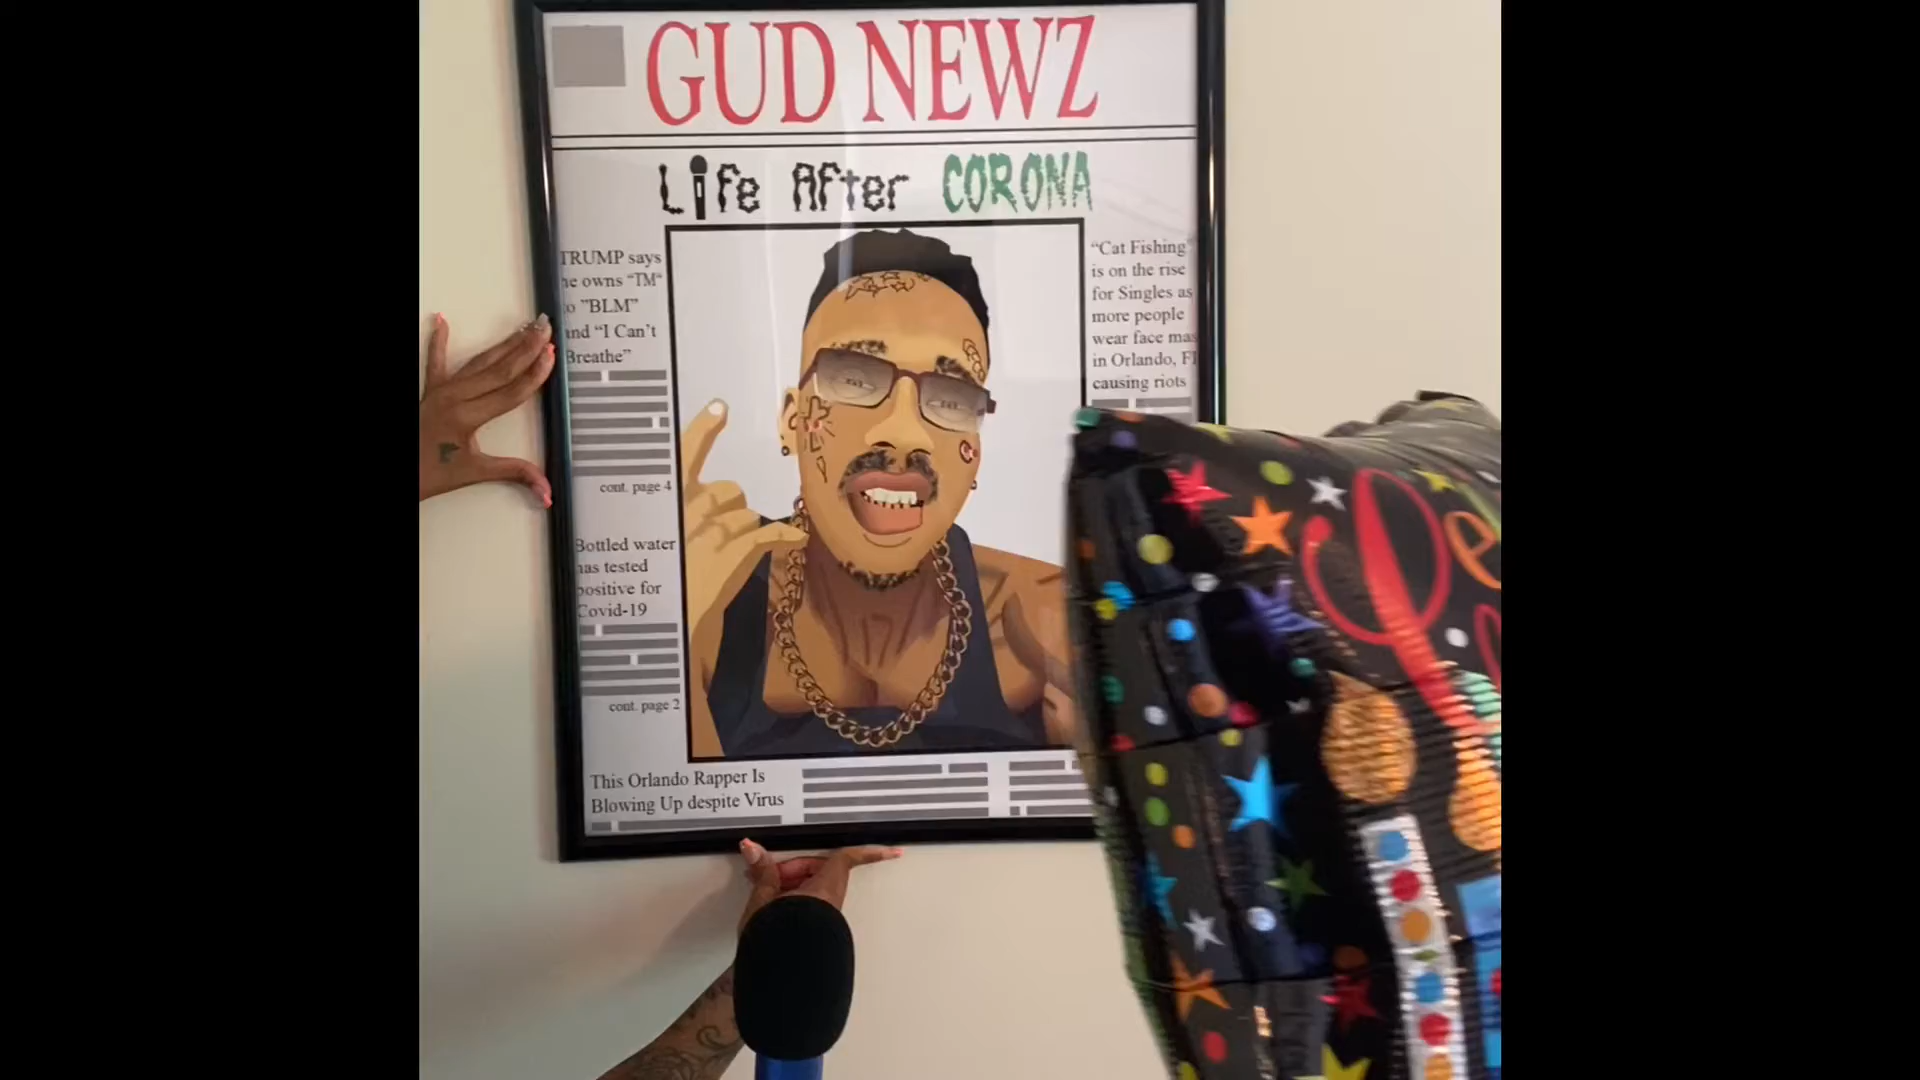 GUD NEWZ
Life After CORONA
TRUMP says
he owns "TM"
to "BLM"
and "I Can't
Breathe"
cont. page 4
Bottled water
has tested
positive for
Covid-19
cont. page 2
"Cat Fishing"
is on the rise
for Singles as
more people
wear face mas
in Orlando, Fl
causing riots
This Orlando Rapper Is
Blowing Up despite Virus